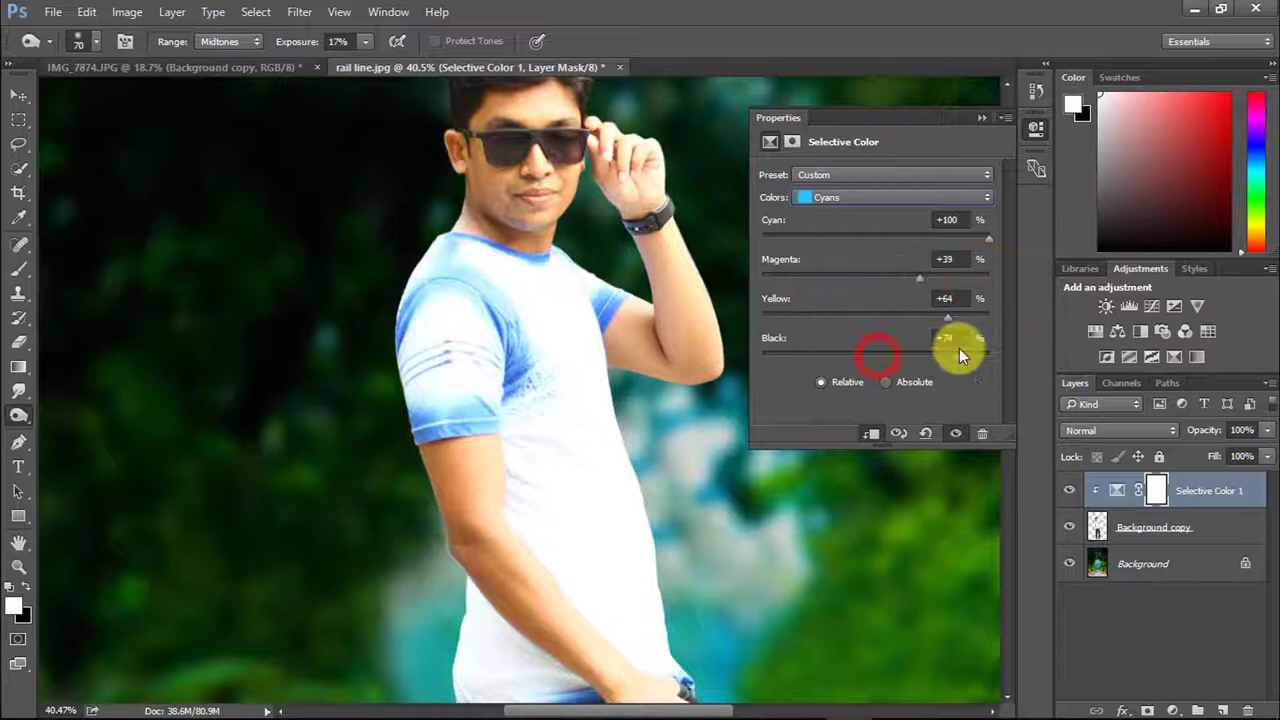 Ps File Edit Image Layer Type Select Filter View Window Help
70 Range: Midtones Exposure: 17% Protect Tones Essentials
IMG_7874.JPG @ 18.7% (Background copy, RGB/8) * × rail line.jpg @ 40.5% (Selective Color 1, Layer Mask/8) * ×
Color Swatches
Properties
Selective Color
Preset: Custom
Colors: Cyans
Cyan: +100 %
Magenta: +39 %
Yellow: +64 %
Black: +74 %
Relative Absolute
Libraries Adjustments Styles
Add an adjustment
Layers Channels Paths
Kind
Normal Opacity: 100%
Lock: Fill: 100%
Selective Color 1
Background copy
Background
40.47% Doc: 38.6M/80.9M